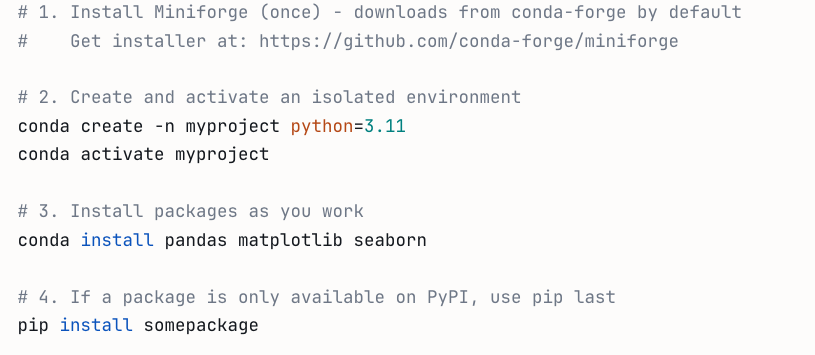 # 1. Install Miniforge (once) - downloads from conda-forge by default
#    Get installer at: https://github.com/conda-forge/miniforge
# 2. Create and activate an isolated environment
conda create -n myproject python=3.11
conda activate myproject
# 3. Install packages as you work
conda install pandas matplotlib seaborn
# 4. If a package is only available on PyPI, use pip last
pip install somepackage